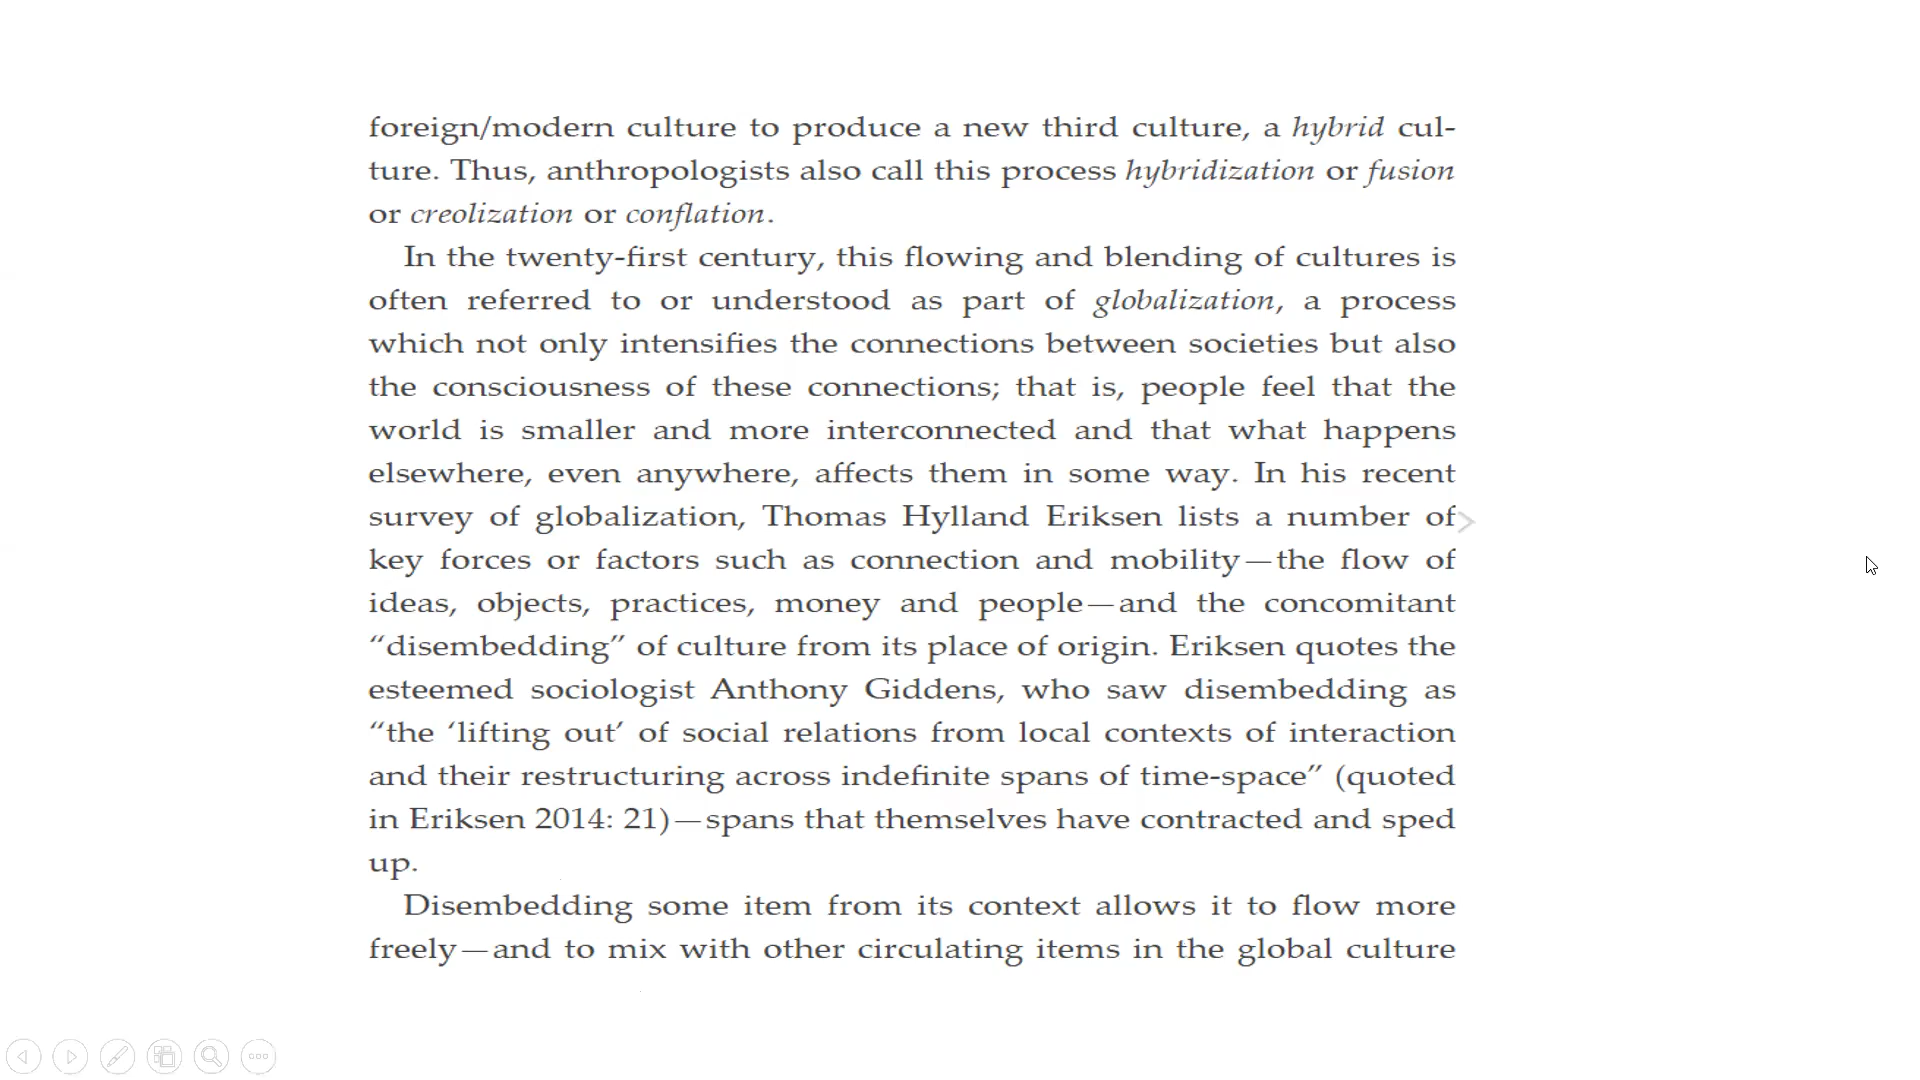 foreign/modern culture to produce a new third culture, a hybrid cul-
ture. Thus, anthropologists also call this process hybridization or fusion
or creolization or conflation.
In the twenty-first century, this flowing and blending of cultures is
often referred to or understood as part of globalization, a process
which not only intensifies the connections between societies but also
the consciousness of these connections; that is, people feel that the
world is smaller and more interconnected and that what happens
elsewhere, even anywhere, affects them in some way. In his recent
survey of globalization, Thomas Hylland Eriksen lists a number of
key forces or factors such as connection and mobility—the flow of
ideas, objects, practices, money and people—and the concomitant
“disembedding” of culture from its place of origin. Eriksen quotes the
esteemed sociologist Anthony Giddens, who saw disembedding as
“the ‘lifting out’ of social relations from local contexts of interaction
and their restructuring across indefinite spans of time-space” (quoted
in Eriksen 2014: 21)—spans that themselves have contracted and sped
up.
Disembedding some item from its context allows it to flow more
freely—and to mix with other circulating items in the global culture